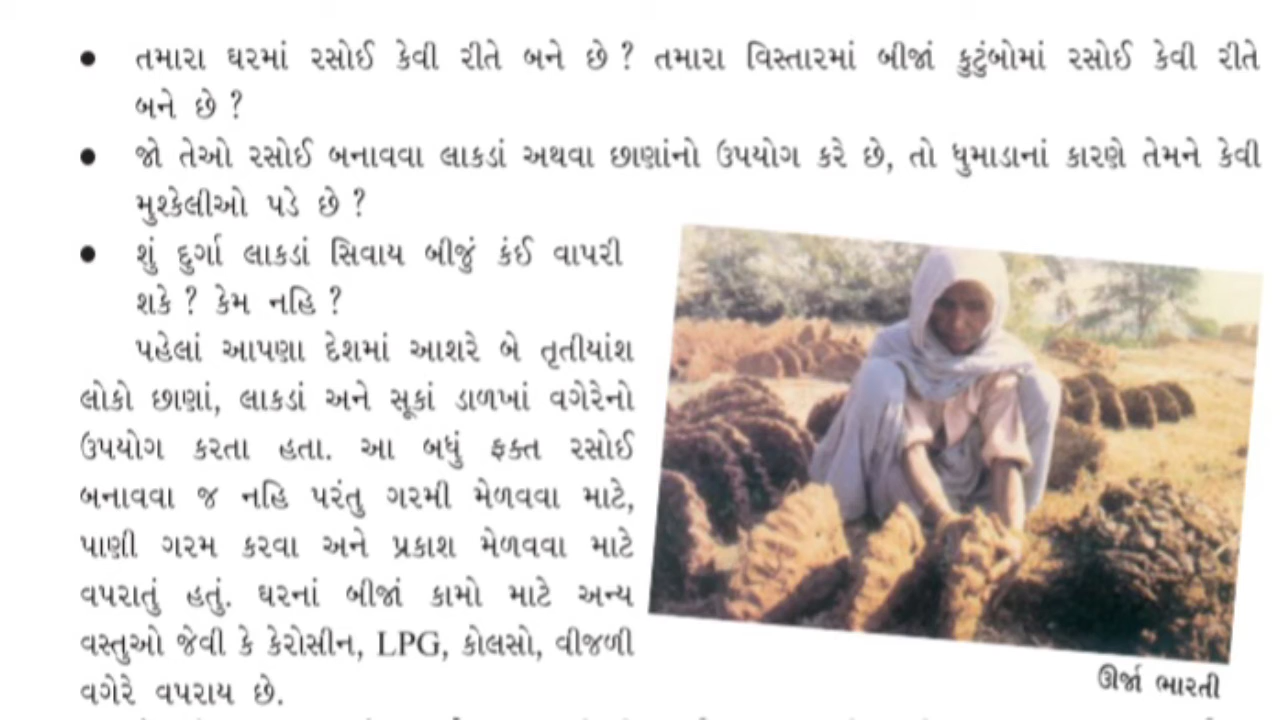 • તમારા ઘરમાં રસોઈ કેવી રીતે બને છે ? તમારા વિસ્તારમાં બીજાં કુટુંબોમાં રસોઈ કેવી રીતે
બને છે ?
• જો તેઓ રસોઈ બનાવવા લાકડાં અથવા છાણાંનો ઉપયોગ કરે છે, તો ધુમાડાનાં કારણે તેમને કેવી
મુશ્કેલીઓ પડે છે ?
• શું દુર્ગા લાકડાં સિવાય બીજું કંઈ વાપરી
શકે ? કેમ નહિ ?
પહેલાં આપણા દેશમાં આશરે બે તૃતીયાંશ
લોકો છાણાં, લાકડાં અને સૂકાં ડાળખાં વગેરેનો
ઉપયોગ કરતા હતા. આ બધું ફક્ત રસોઈ
બનાવવા જ નહિ પરંતુ ગરમી મેળવવા માટે,
પાણી ગરમ કરવા અને પ્રકાશ મેળવવા માટે
વપરાતું હતું. ઘરનાં બીજાં કામો માટે અન્ય
વસ્તુઓ જેવી કે કેરોસીન, LPG, કોલસો, વીજળી
વગેરે વપરાય છે.
ઊર્જા ભારતી